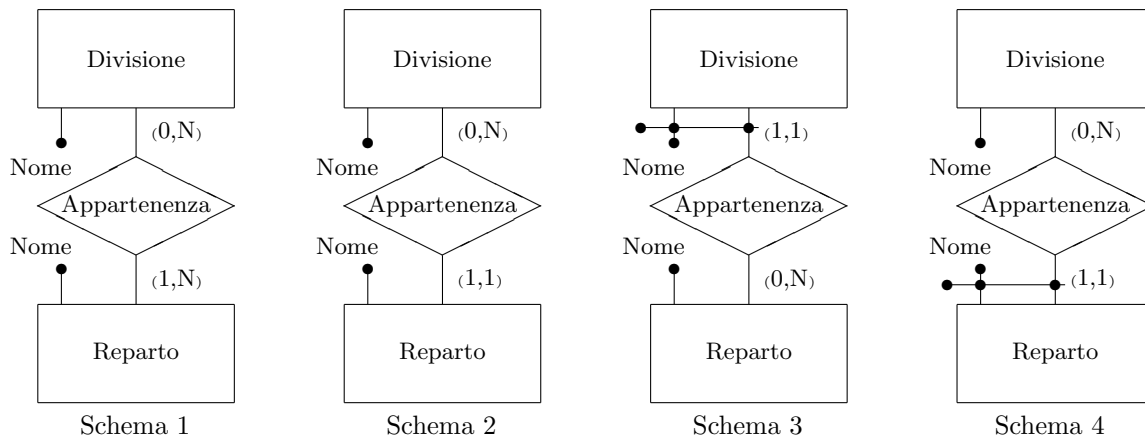 Divisione
(0,N)
Nome
Appartenenza
Nome
(1,N)
Reparto
Schema 1
Divisione
(0,N)
Nome
Appartenenza
Nome
(1,1)
Reparto
Schema 2
Divisione
(1,1)
Nome
Appartenenza
Nome
(0,N)
Reparto
Schema 3
Divisione
(0,N)
Nome
Appartenenza
Nome
(1,1)
Reparto
Schema 4